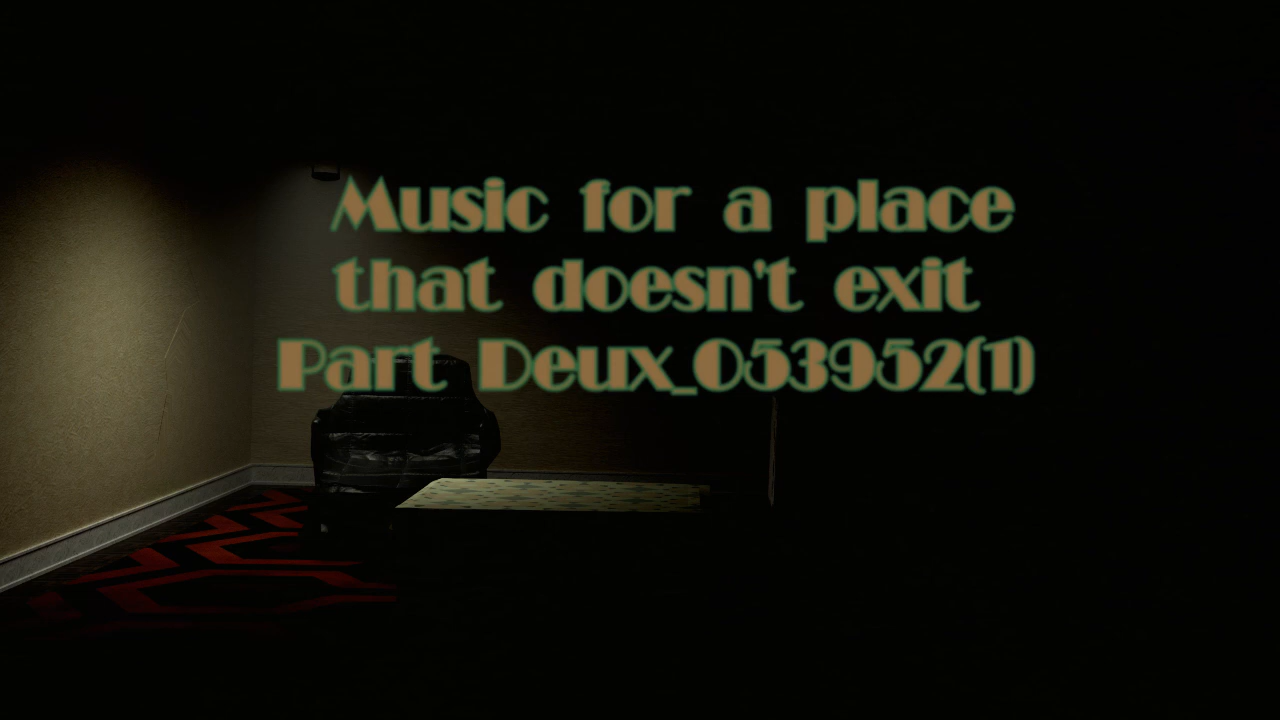 Music for a place
that doesn't exit
Part Deux_053952(1)